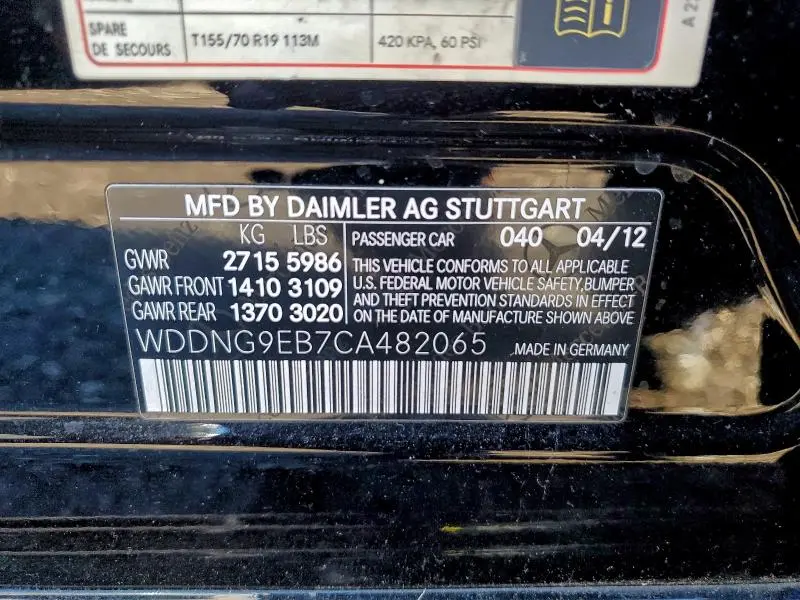 SPARE
DE SECOURS
T155/70 R19 113M
420 KPA, 60 PSI
MFD BY DAIMLER AG STUTTGART
KG LBS
GVWR 2715 5986
GAWR FRONT 1410 3109
GAWR REAR 1370 3020
PASSENGER CAR 040 04/12
THIS VEHICLE CONFORMS TO ALL APPLICABLE
U.S. FEDERAL MOTOR VEHICLE SAFETY, BUMPER
AND THEFT PREVENTION STANDARDS IN EFFECT
ON THE DATE OF MANUFACTURE SHOWN ABOVE
WDDNG9EB7CA482065
MADE IN GERMANY